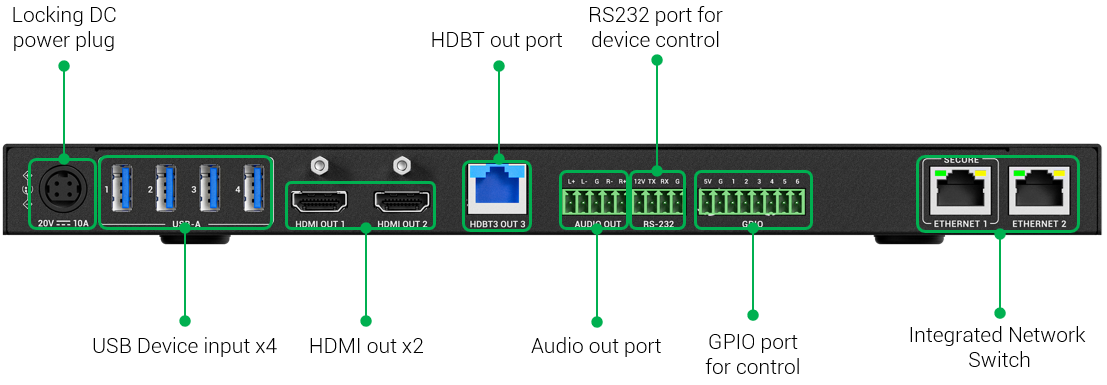 Locking DC
power plug
HDBT out port
RS232 port for
device control
SECURE
1 2 3 4
L+ L- G R- R+
12V TX RX G
5V G 1 2 3 4 5 6
20V 10A
USB-A
HDMI OUT 1
HDMI OUT 2
HDBT3 OUT 3
AUDIO OUT
RS-232
GPIO
ETHERNET 1
ETHERNET 2
USB Device input x4
HDMI out x2
Audio out port
GPIO port
for control
Integrated Network
Switch